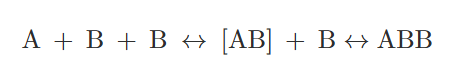 A + B + B ↔ [AB] + B ↔ ABB